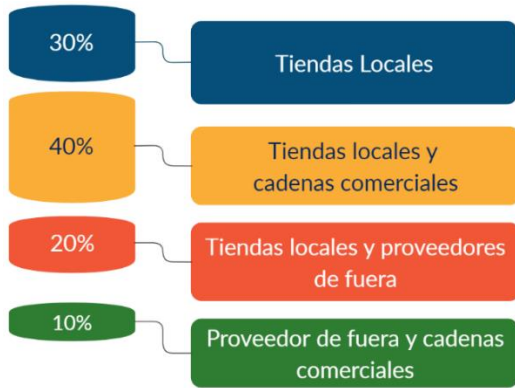 30%
Tiendas Locales
40%
Tiendas locales y
cadenas comerciales
20%
Tiendas locales y proveedores
de fuera
10%
Proveedor de fuera y cadenas
comerciales